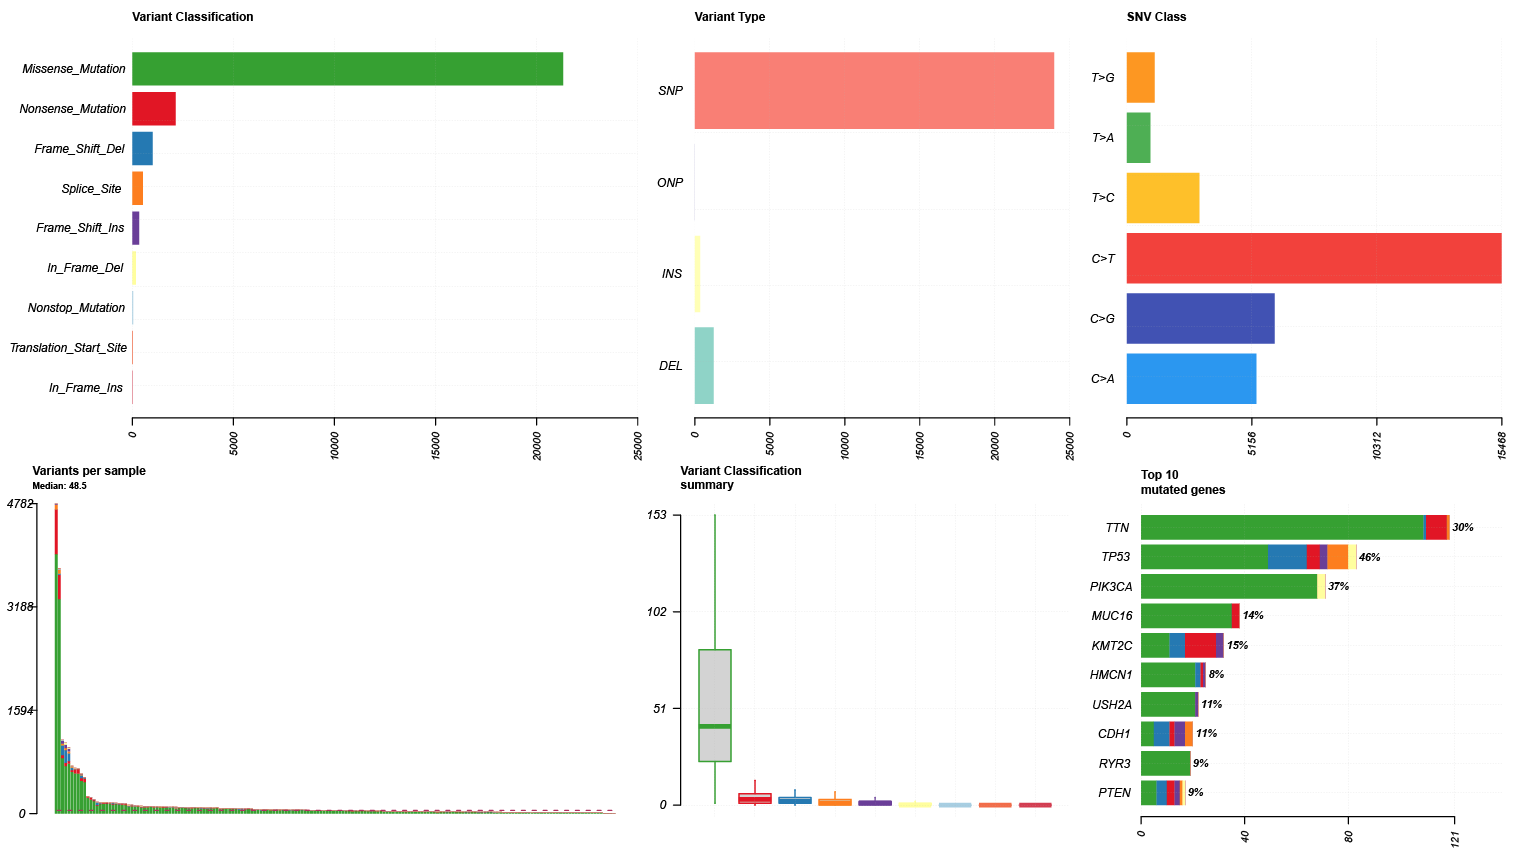 Variant Classification
Missense_Mutation
Nonsense_Mutation
Frame_Shift_Del
Splice_Site
Frame_Shift_Ins
In_Frame_Del
Nonstop_Mutation
Translation_Start_Site
In_Frame_Ins
0 5000 10000 15000 20000 25000
Variant Type
SNP
ONP
INS
DEL
0 5000 10000 15000 20000 25000
SNV Class
T>G
T>A
T>C
C>T
C>G
C>A
0 5156 10312 15468
Variants per sample
Median: 48.5
4782
3188
1594
0
Variant Classification
summary
153
102
51
0
Top 10
mutated genes
TTN 30%
TP53 46%
PIK3CA 37%
MUC16 14%
KMT2C 15%
HMCN1 8%
USH2A 11%
CDH1 11%
RYR3 9%
PTEN 9%
0 40 80 121